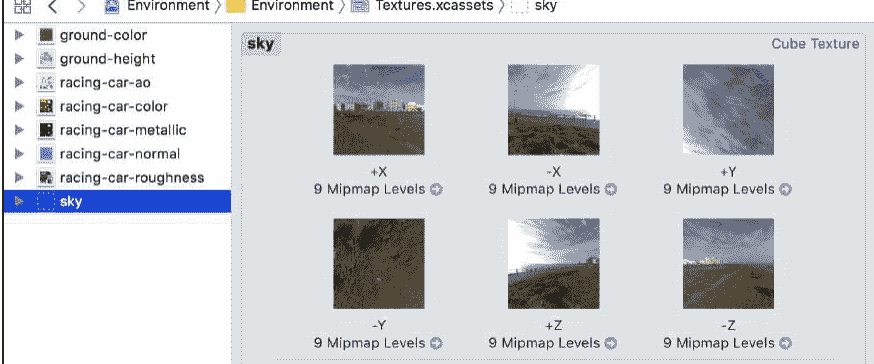 Environment 〉 Environment 〉 Textures.xcassets 〉 sky
ground-color
ground-height
racing-car-ao
racing-car-color
racing-car-metallic
racing-car-normal
racing-car-roughness
sky
sky Cube Texture
+X -X +Y
9 Mipmap Levels 9 Mipmap Levels 9 Mipmap Levels
-Y +Z -Z
9 Mipmap Levels 9 Mipmap Levels 9 Mipmap Levels